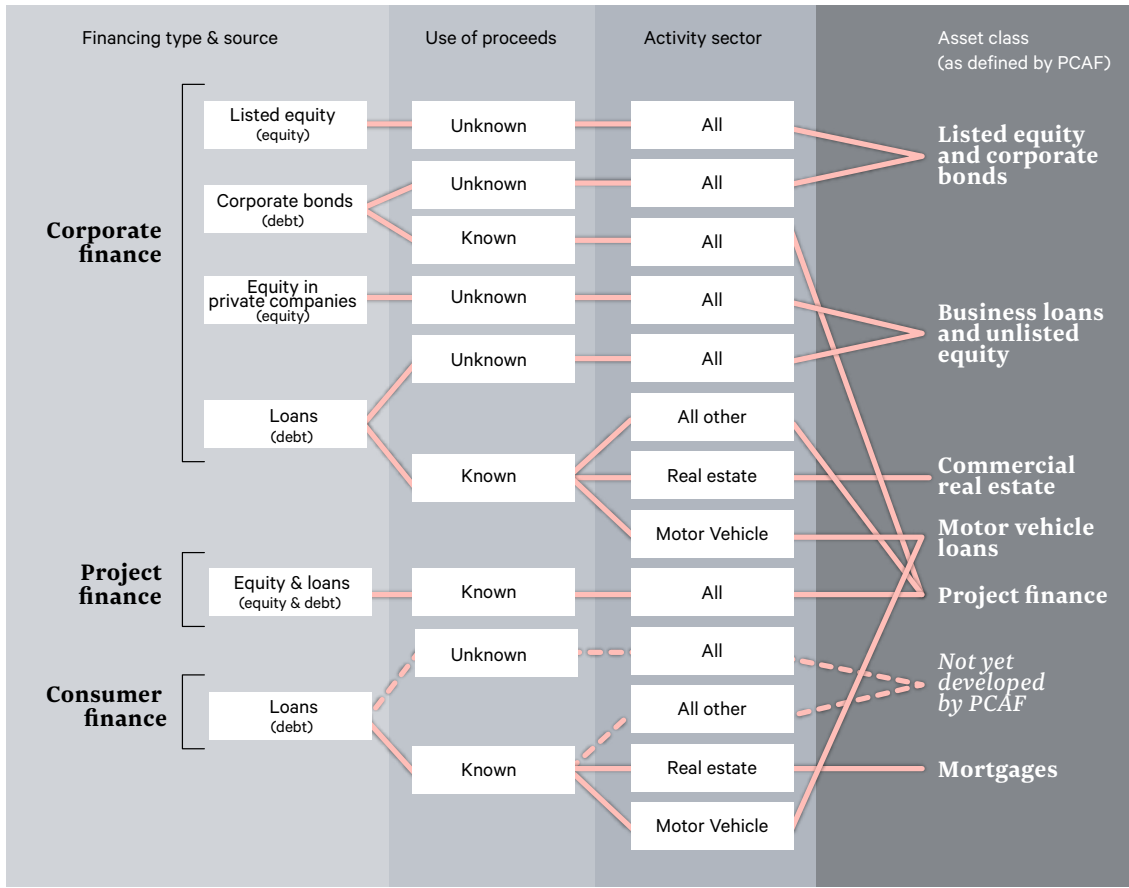 Financing type & source
Use of proceeds
Activity sector
Asset class
(as defined by PCAF)
Corporate
finance
Listed equity
(equity)
Unknown
All
Corporate bonds
(debt)
Unknown
All
Known
All
Listed equity
and corporate
bonds
Equity in
private companies
(equity)
Unknown
All
Loans
(debt)
Unknown
All
Business loans
and unlisted
equity
Known
All other
Real estate
Motor Vehicle
Commercial
real estate
Motor vehicle
loans
Project
finance
Equity & loans
(equity & debt)
Known
All
Project finance
Consumer
finance
Loans
(debt)
Unknown
All
Known
All other
Real estate
Motor Vehicle
Not yet
developed
by PCAF
Mortgages